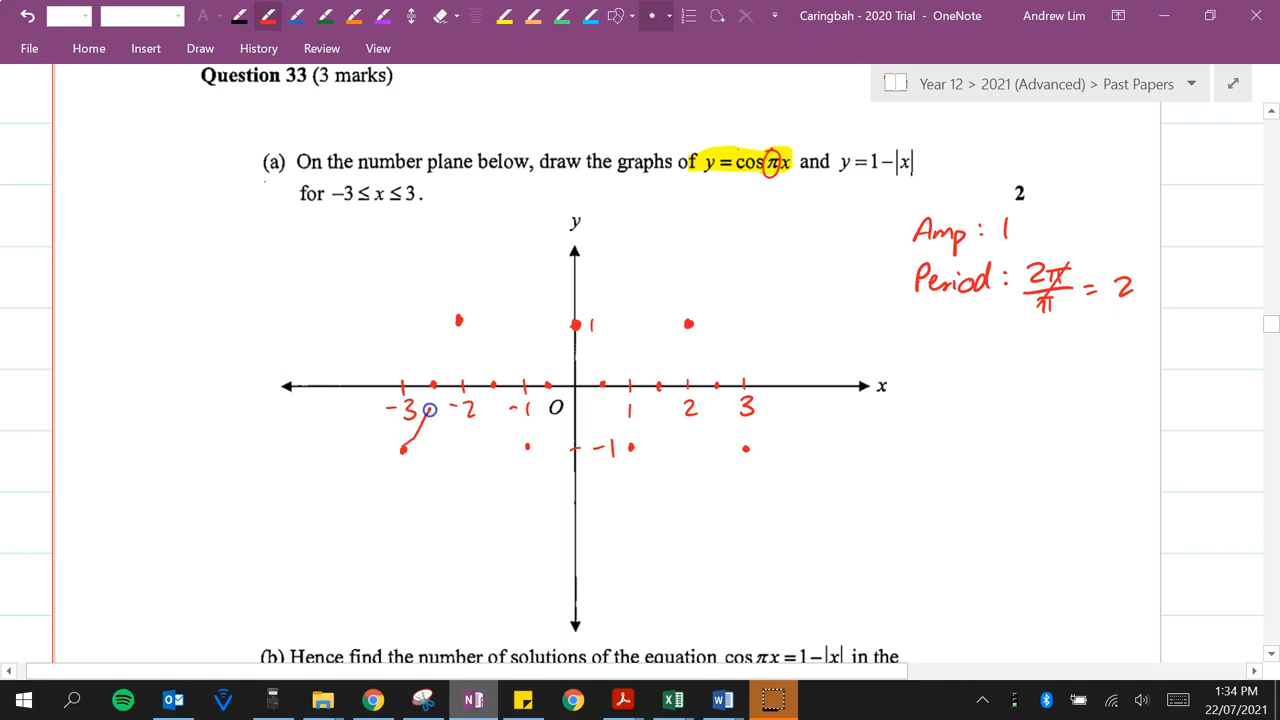 Caringbah - 2020 Trial - OneNote
Andrew Lim
File Home Insert Draw History Review View
Question 33 (3 marks)
Year 12 > 2021 (Advanced) > Past Papers
(a) On the number plane below, draw the graphs of y = cos πx and y = 1 − |x|
for −3 ≤ x ≤ 3.
2
y
Amp : 1
Period : 2π/π = 2
1
x
-3 -2 -1 O 1 2 3
-1
(b) Hence find the number of solutions of the equation cos πx = 1 − |x| in the
1:34 PM
22/07/2021